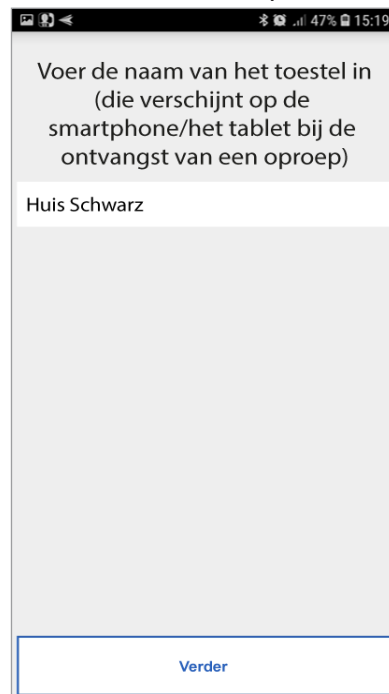 47% 15:19
Voer de naam van het toestel in
(die verschijnt op de
smartphone/het tablet bij de
ontvangst van een oproep)
Huis Schwarz
Verder